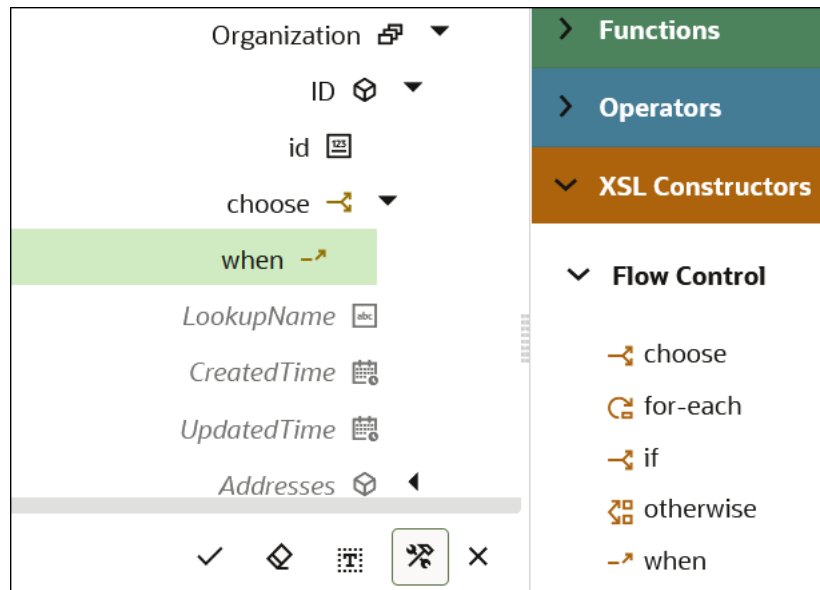 Organization
ID
id
choose
when
LookupName
CreatedTime
UpdatedTime
Addresses
Functions
Operators
XSL Constructors
Flow Control
choose
for-each
if
otherwise
when